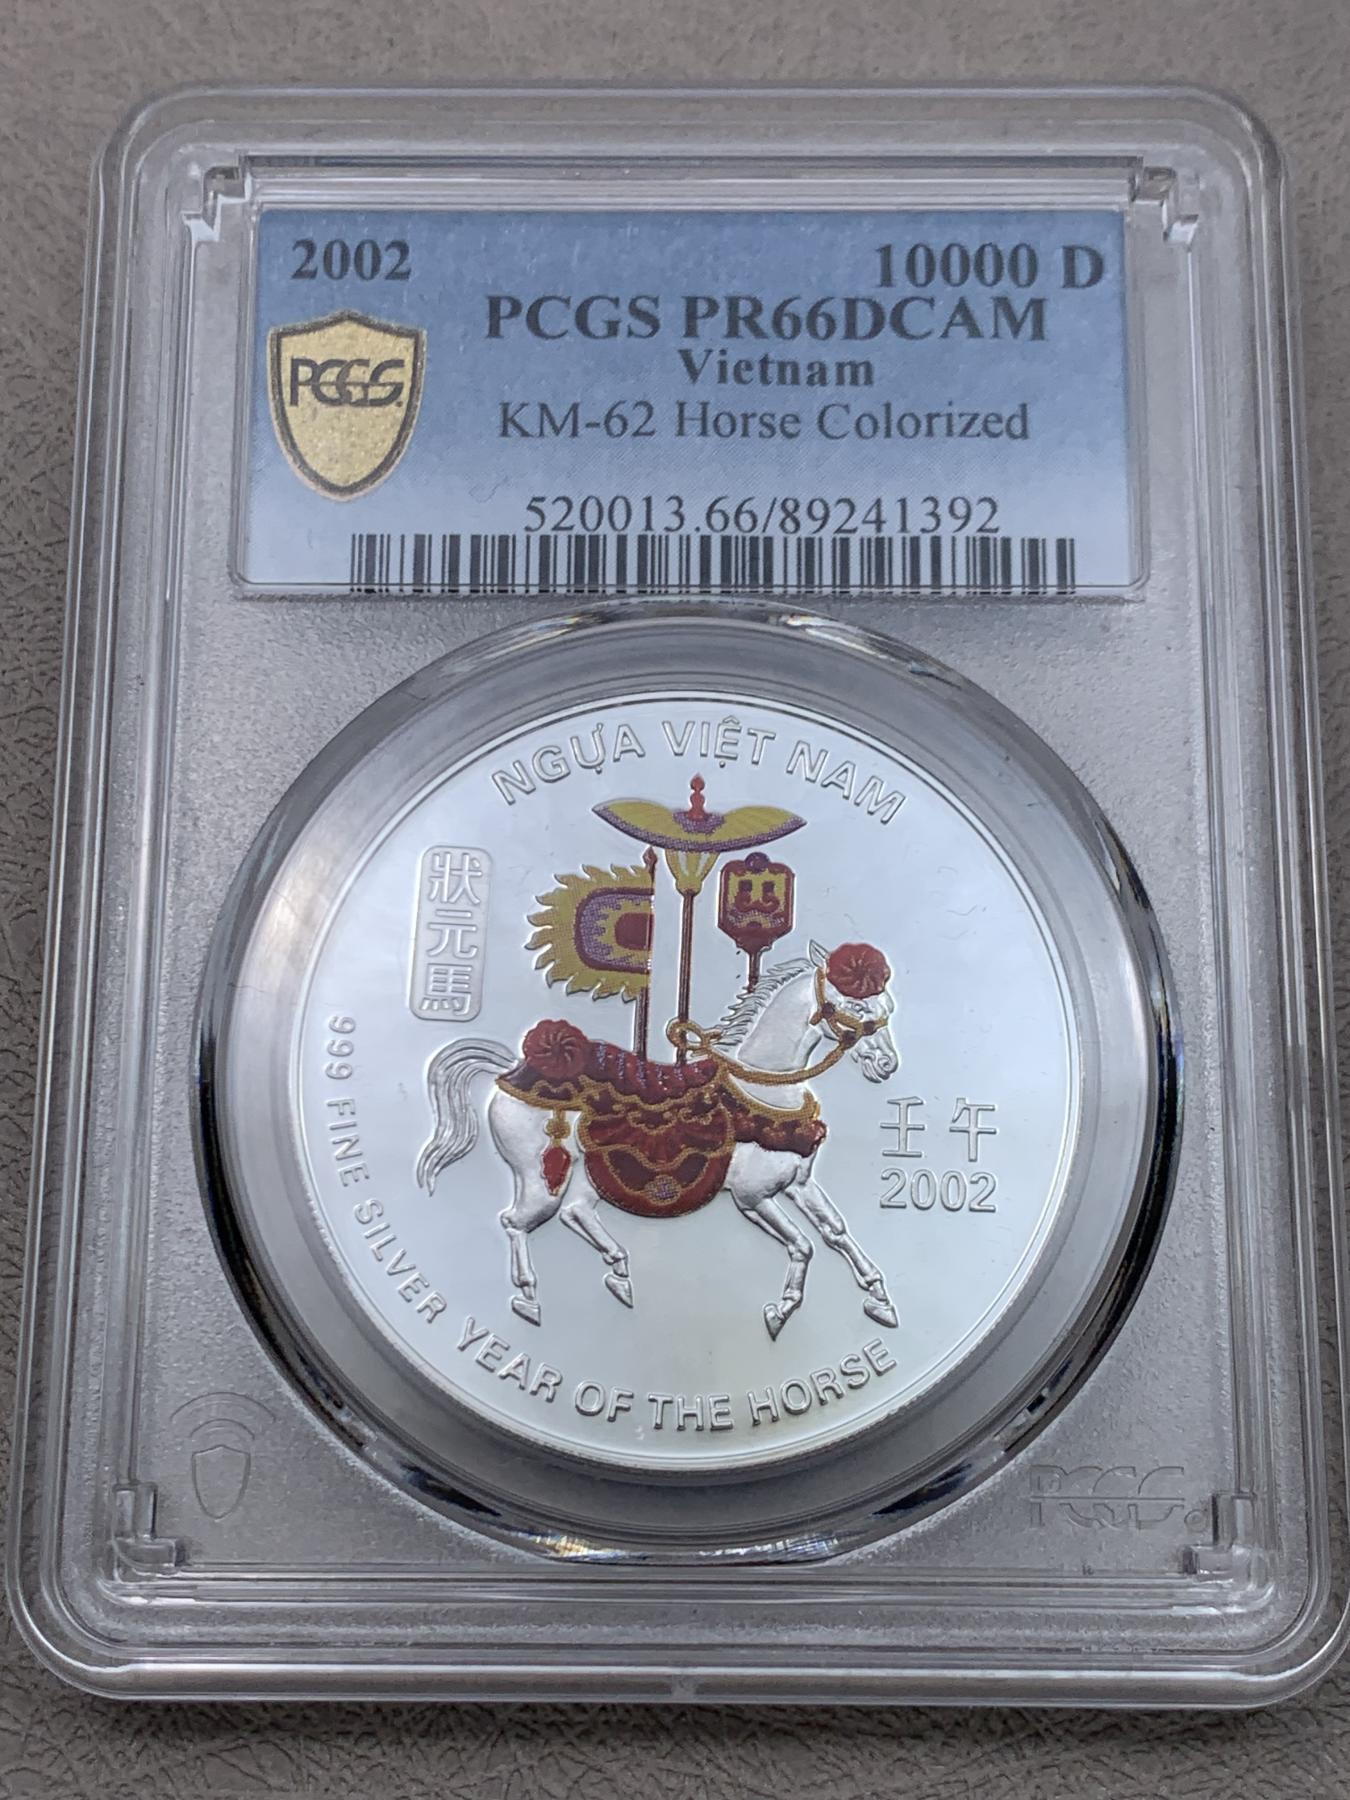 2002
10000 D
PCGS PR66DCAM
Vietnam
KM-62 Horse Colorized
520013.66/89241392
PCGS
NGỰA VIỆT NAM
狀元馬
壬午
2002
999 FINE SILVER YEAR OF THE HORSE
PCGS